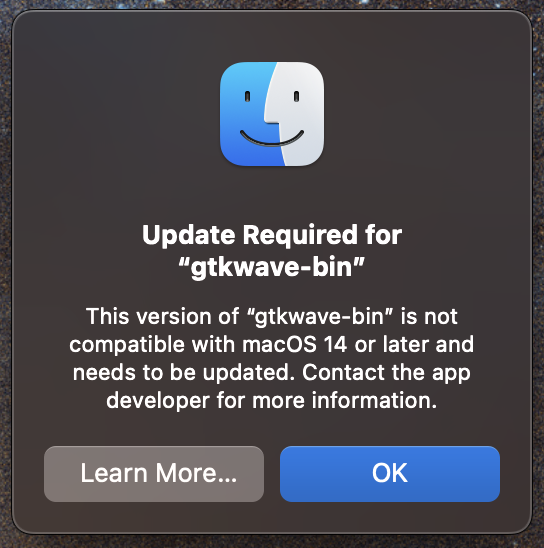 Update Required for
“gtkwave-bin”
This version of “gtkwave-bin” is not
compatible with macOS 14 or later and
needs to be updated. Contact the app
developer for more information.
Learn More...
OK